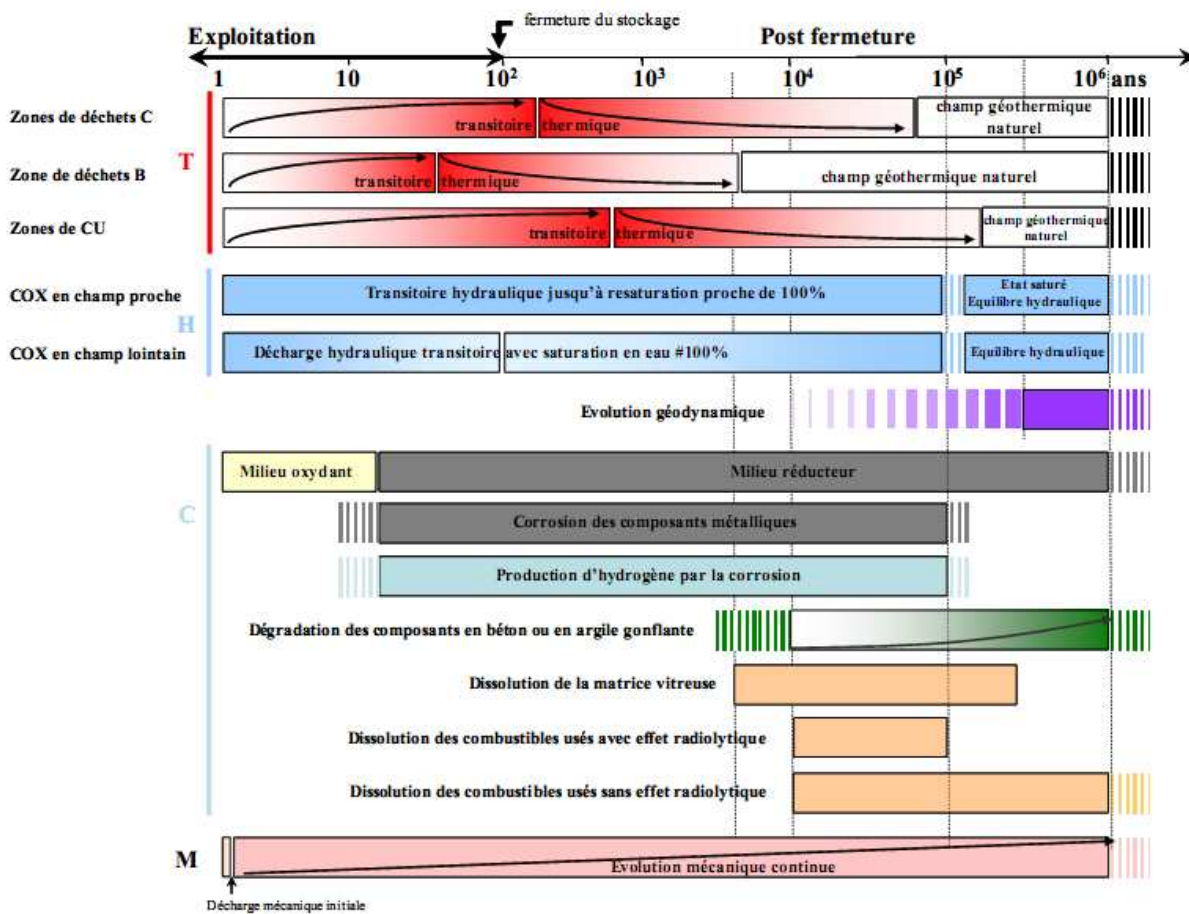 fermeture du stockage
Exploitation
Post fermeture
1 10 10² 10³ 10⁴ 10⁵ 10⁶ ans
Zones de déchets C
transitoire thermique
champ géothermique
naturel
T
Zone de déchets B
transitoire thermique
champ géothermique naturel
Zones de CU
transitoire thermique
champ géothermique
naturel
COX en champ proche
Transitoire hydraulique jusqu'à resaturation proche de 100%
Etat saturé
Equilibre hydraulique
H
COX en champ lointain
Décharge hydraulique transitoire avec saturation en eau #100%
Equilibre hydraulique
Evolution géodynamique
Milieu oxydant
Milieu réducteur
C
Corrosion des composants métalliques
Production d'hydrogène par la corrosion
Dégradation des composants en béton ou en argile gonflante
Dissolution de la matrice vitreuse
Dissolution des combustibles usés avec effet radiolytique
Dissolution des combustibles usés sans effet radiolytique
M
Evolution mécanique continue
Décharge mécanique initiale